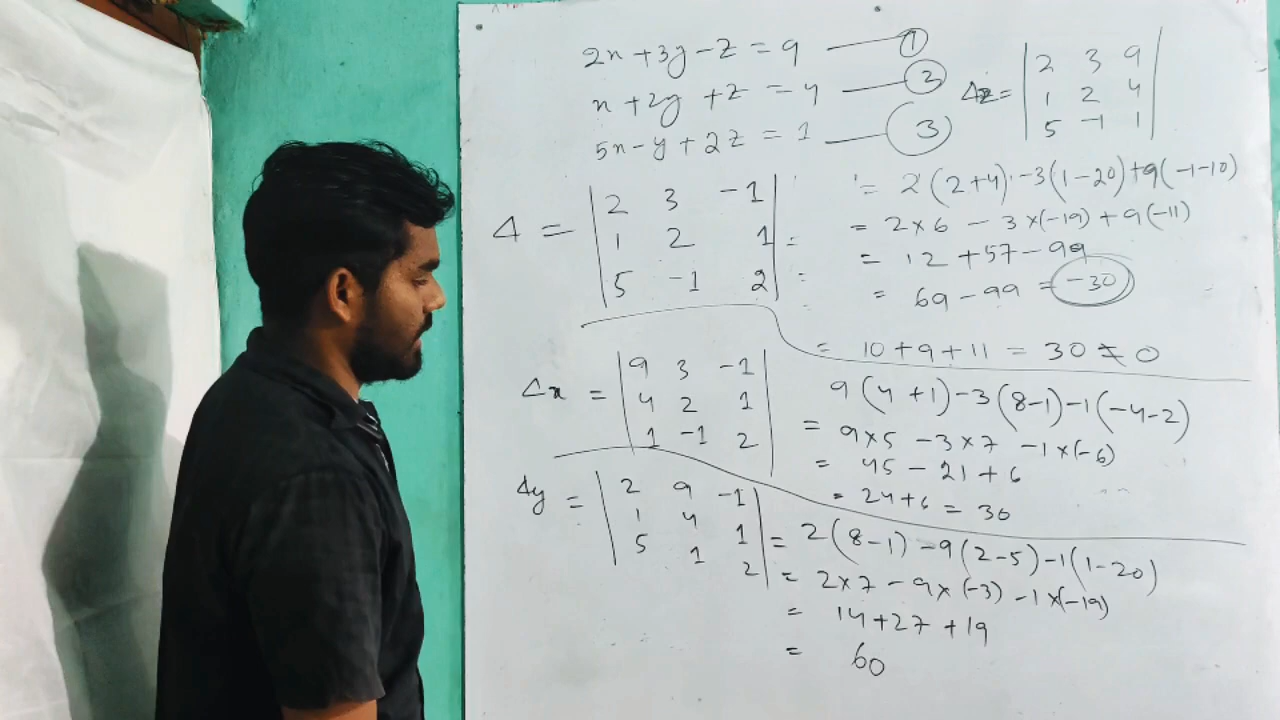 2x + 3y - z = 9 — ①
x + 2y + z = 4 — ②
5x - y + 2z = 1 — ③
Δz = | 2 3 9 |
| 1 2 4 |
| 5 -1 1 |
= 2(2+4) - 3(1-20) + 9(-1-10)
= 2×6 - 3×(-19) + 9(-11)
= 12 + 57 - 99
= 69 - 99 = -30
Δ = | 2 3 -1 |
| 1 2 1 | =
| 5 -1 2 | =
= 10 + 9 + 11 = 30 ≠ 0
Δx = | 9 3 -1 |
| 4 2 1 |
| 1 -1 2 |
9(4+1) - 3(8-1) - 1(-4-2)
= 9×5 - 3×7 - 1×(-6)
= 45 - 21 + 6
= 24+6 = 30
Δy = | 2 9 -1 |
| 1 4 1 |
| 5 1 2 |
= 2(8-1) - 9(2-5) - 1(1-20)
= 2×7 - 9×(-3) - 1×(-19)
= 14+27+19
= 60